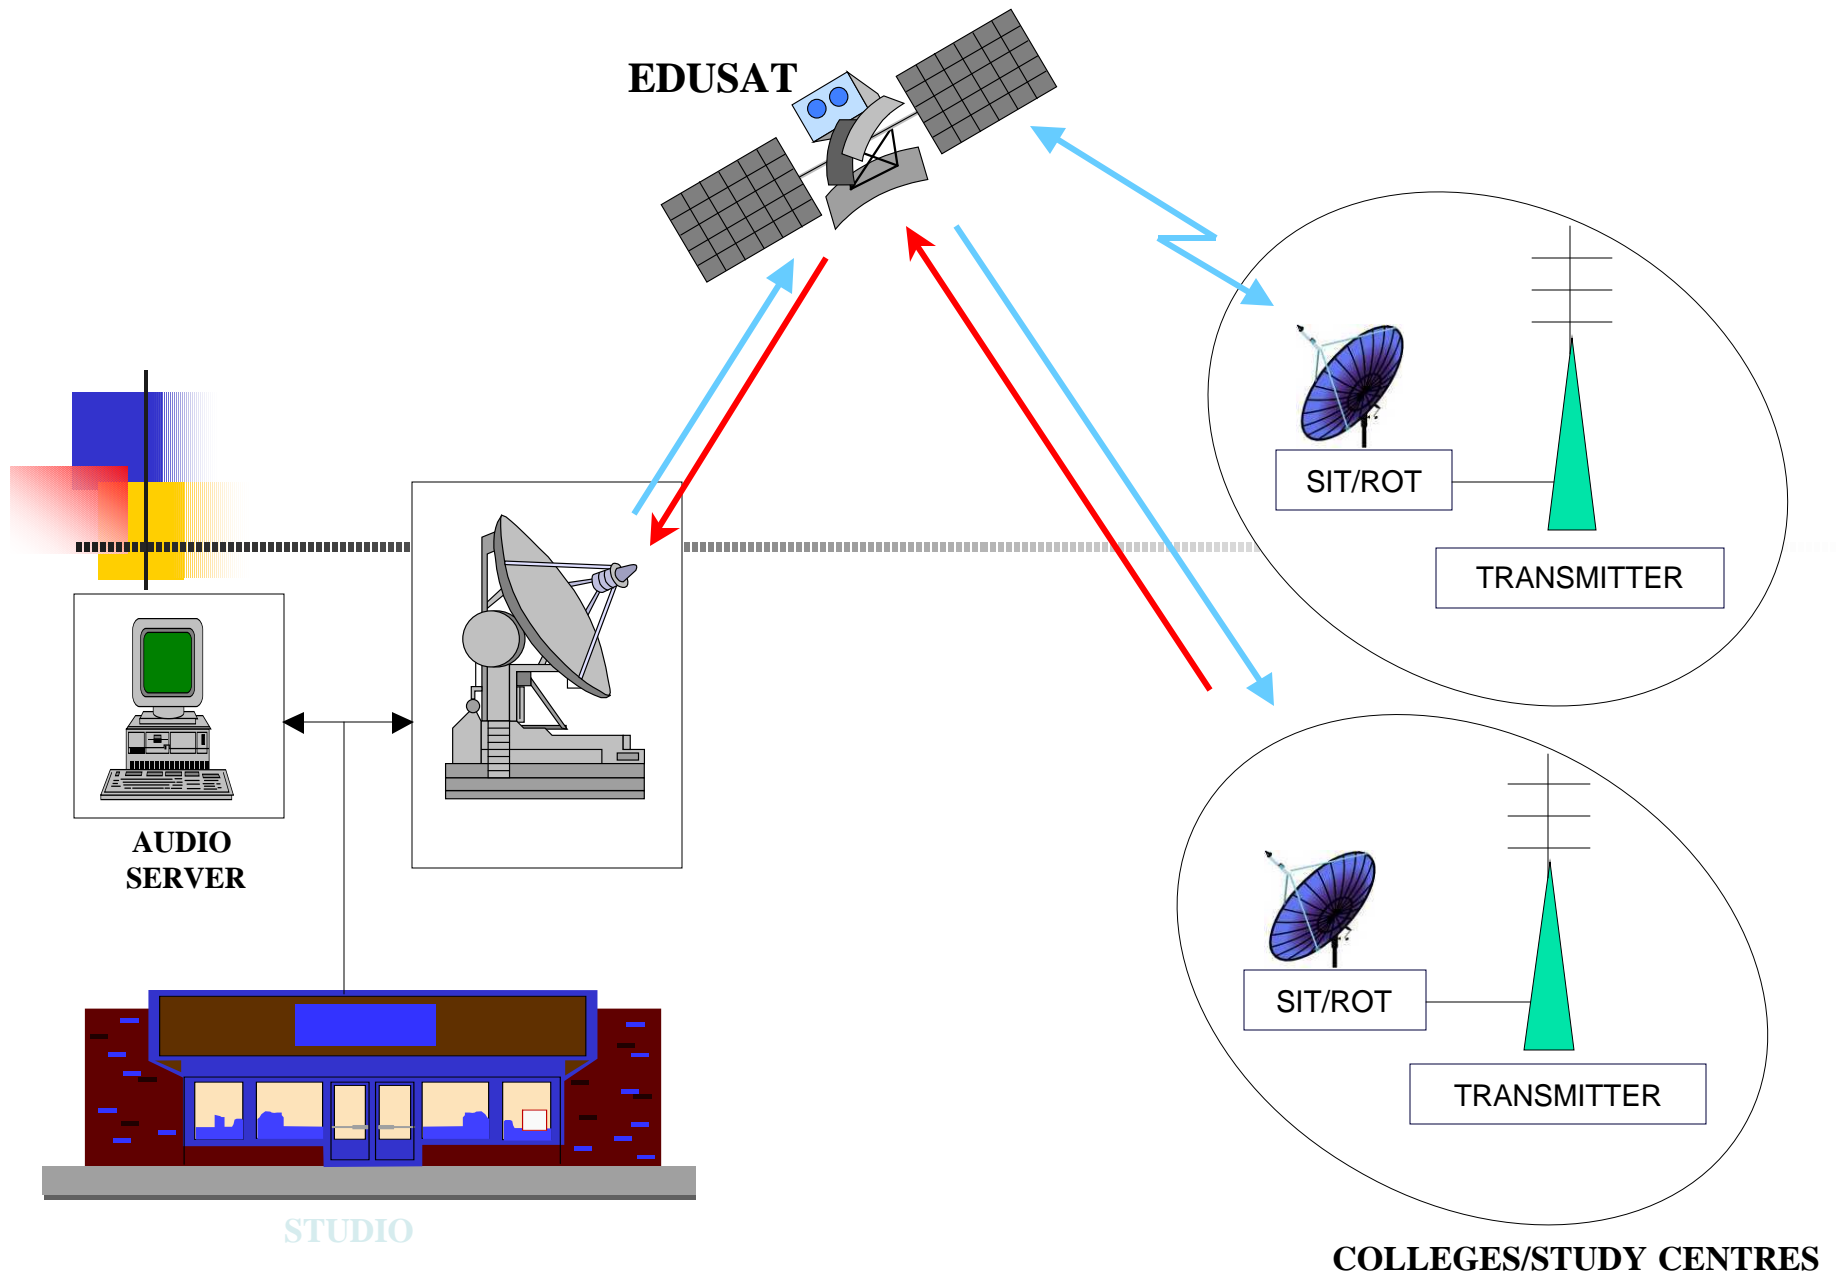 EDUSAT
SIT/ROT
TRANSMITTER
AUDIO
SERVER
SIT/ROT
TRANSMITTER
STUDIO
COLLEGES/STUDY CENTRES